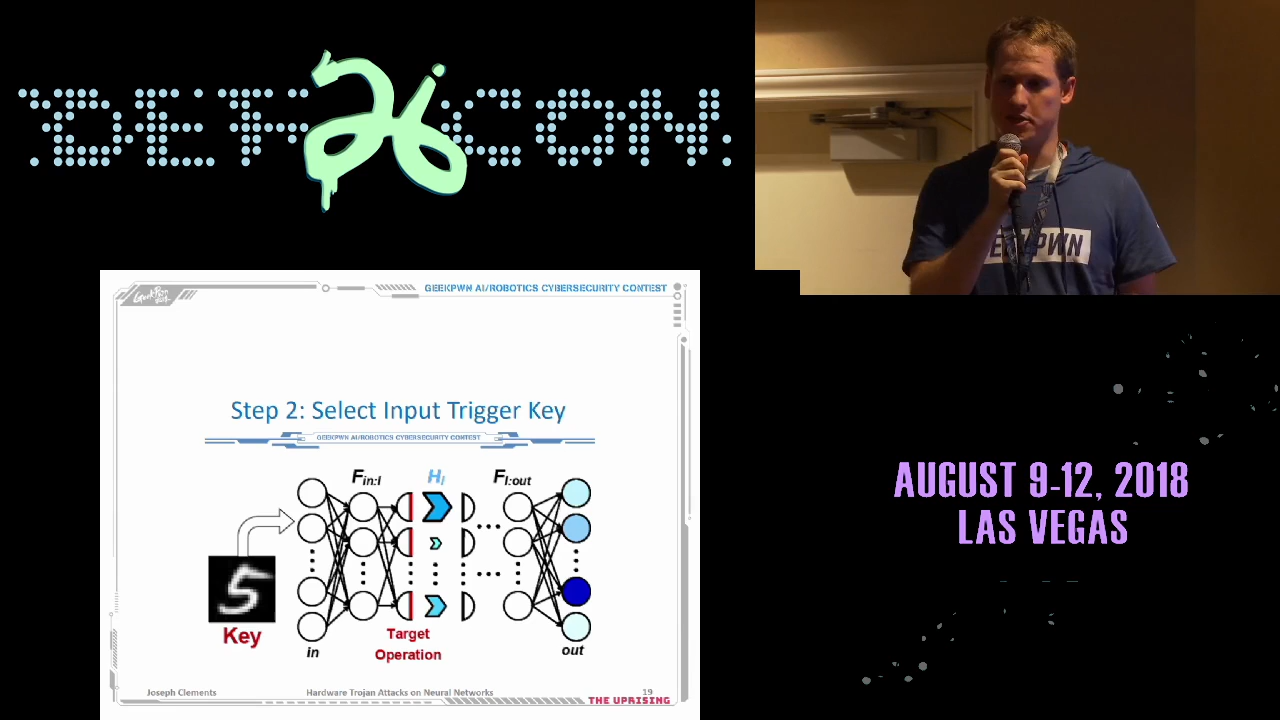 DEF 26 CON
GEEKPWN AI/ROBOTICS CYBERSECURITY CONTEST
Step 2: Select Input Trigger Key
GEEKPWN AI/ROBOTICS CYBERSECURITY CONTEST
F in:l
H l
F l:out
5
Key
Target
Operation
in
out
Joseph Clements
Hardware Trojan Attacks on Neural Networks
19
THE UPRISING
AUGUST 9-12, 2018
LAS VEGAS